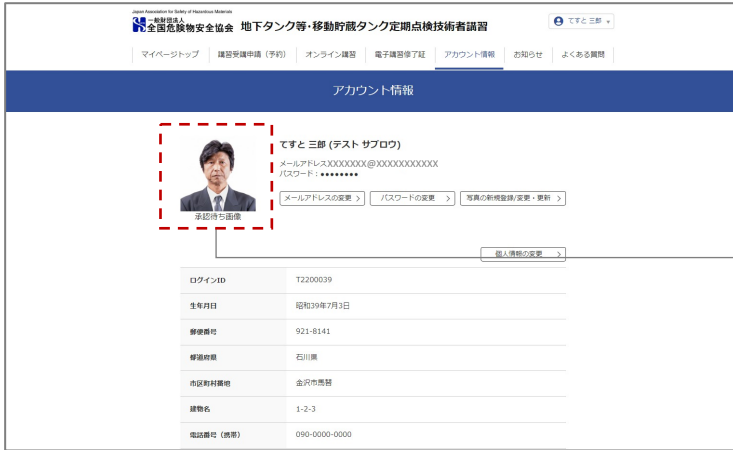 Japan Association for Safety of Hazardous Materials
一般財団法人
全国危険物安全協会 地下タンク等・移動貯蔵タンク定期点検技術者講習
てすと 三郎
マイページトップ 講習受講申請（予約） オンライン講習 電子講習修了証 アカウント情報 お知らせ よくある質問
アカウント情報
てすと 三郎 (テスト サブロウ)
メールアドレスXXXXXXX@XXXXXXXXXXX
パスワード：●●●●●●●●
メールアドレスの変更 パスワードの変更 写真の新規登録/変更・更新
承認待ち画像
個人情報の変更
ログインID T2200039
生年月日 昭和39年7月3日
郵便番号 921-8141
都道府県 石川県
市区町村番地 金沢市馬替
建物名 1-2-3
電話番号（携帯） 090-0000-0000